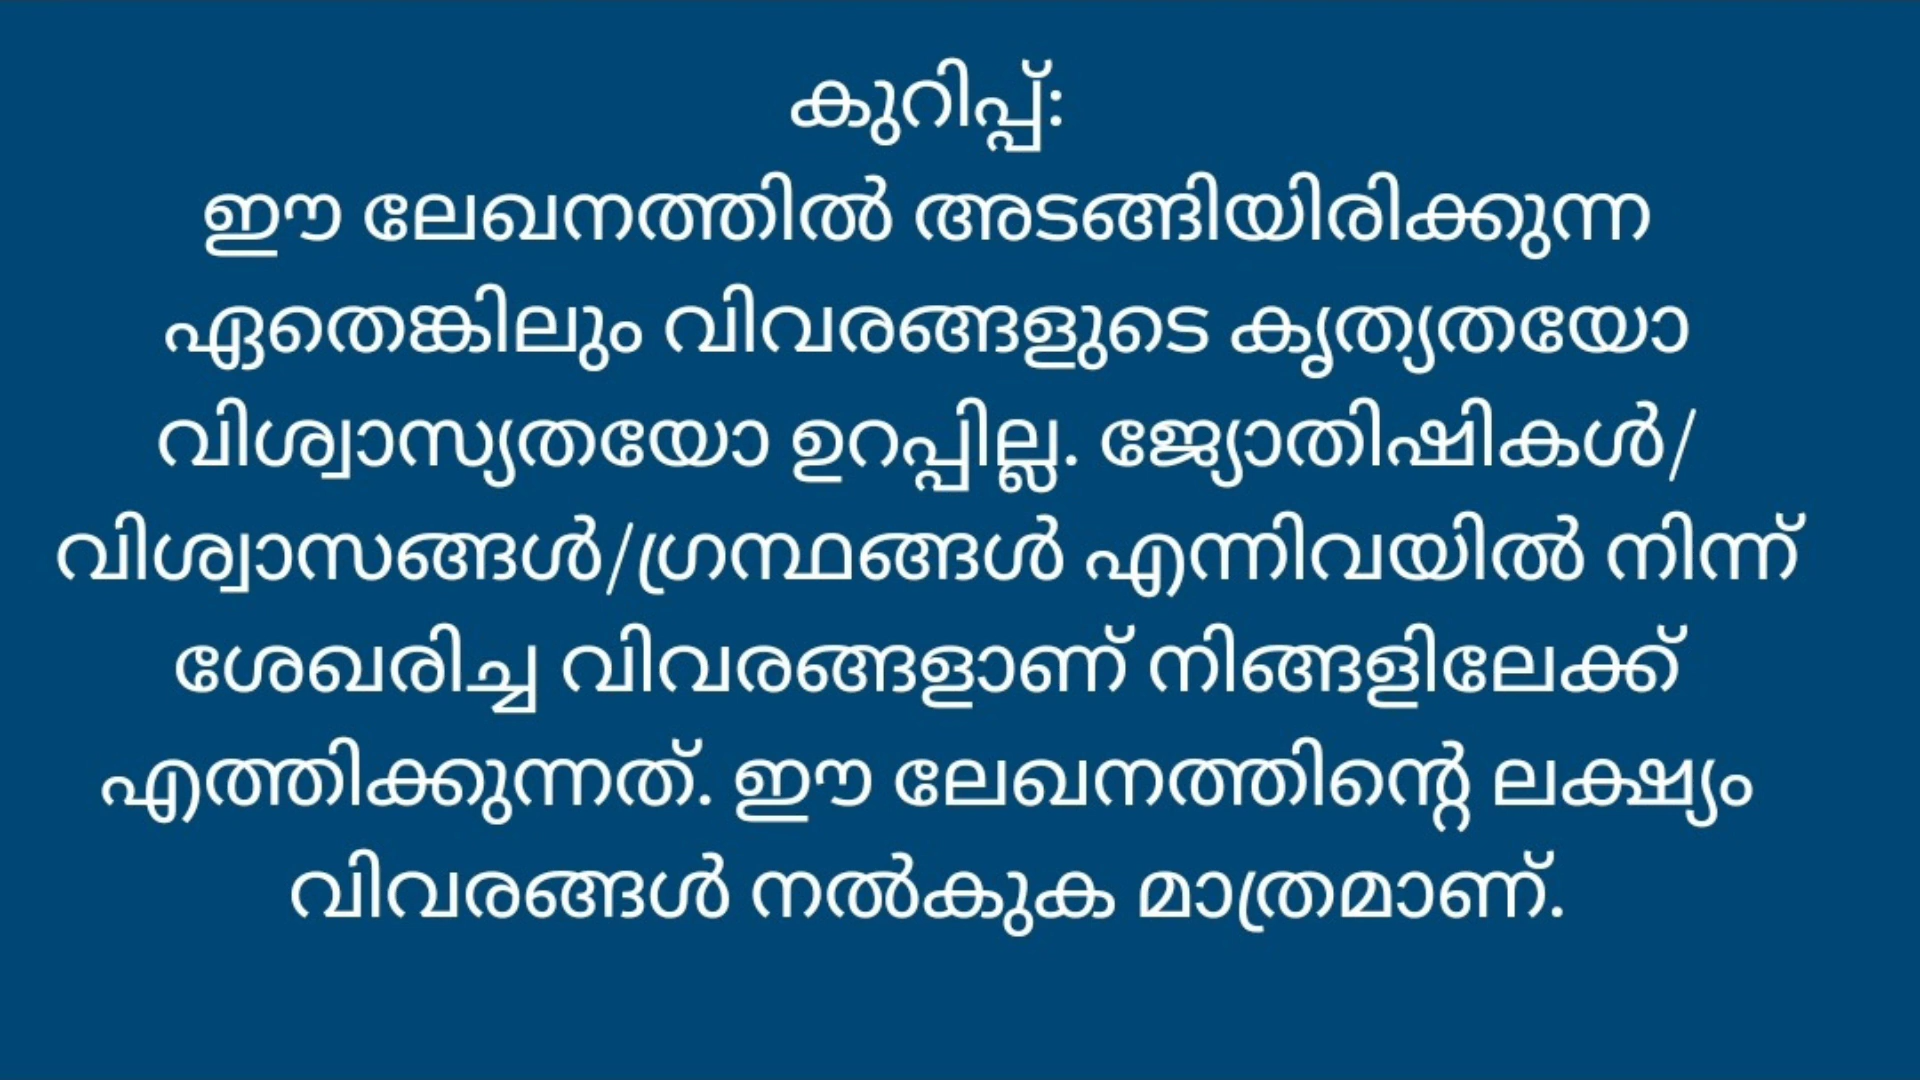 കുറിപ്പ്:
ഈ ലേഖനത്തിൽ അടങ്ങിയിരിക്കുന്ന
ഏതെങ്കിലും വിവരങ്ങളുടെ കൃത്യതയോ
വിശ്വാസ്യതയോ ഉറപ്പില്ല. ജ്യോതിഷികൾ/
വിശ്വാസങ്ങൾ/ഗ്രന്ഥങ്ങൾ എന്നിവയിൽ നിന്ന്
ശേഖരിച്ച വിവരങ്ങളാണ് നിങ്ങളിലേക്ക്
എത്തിക്കുന്നത്. ഈ ലേഖനത്തിന്റെ ലക്ഷ്യം
വിവരങ്ങൾ നൽകുക മാത്രമാണ്.